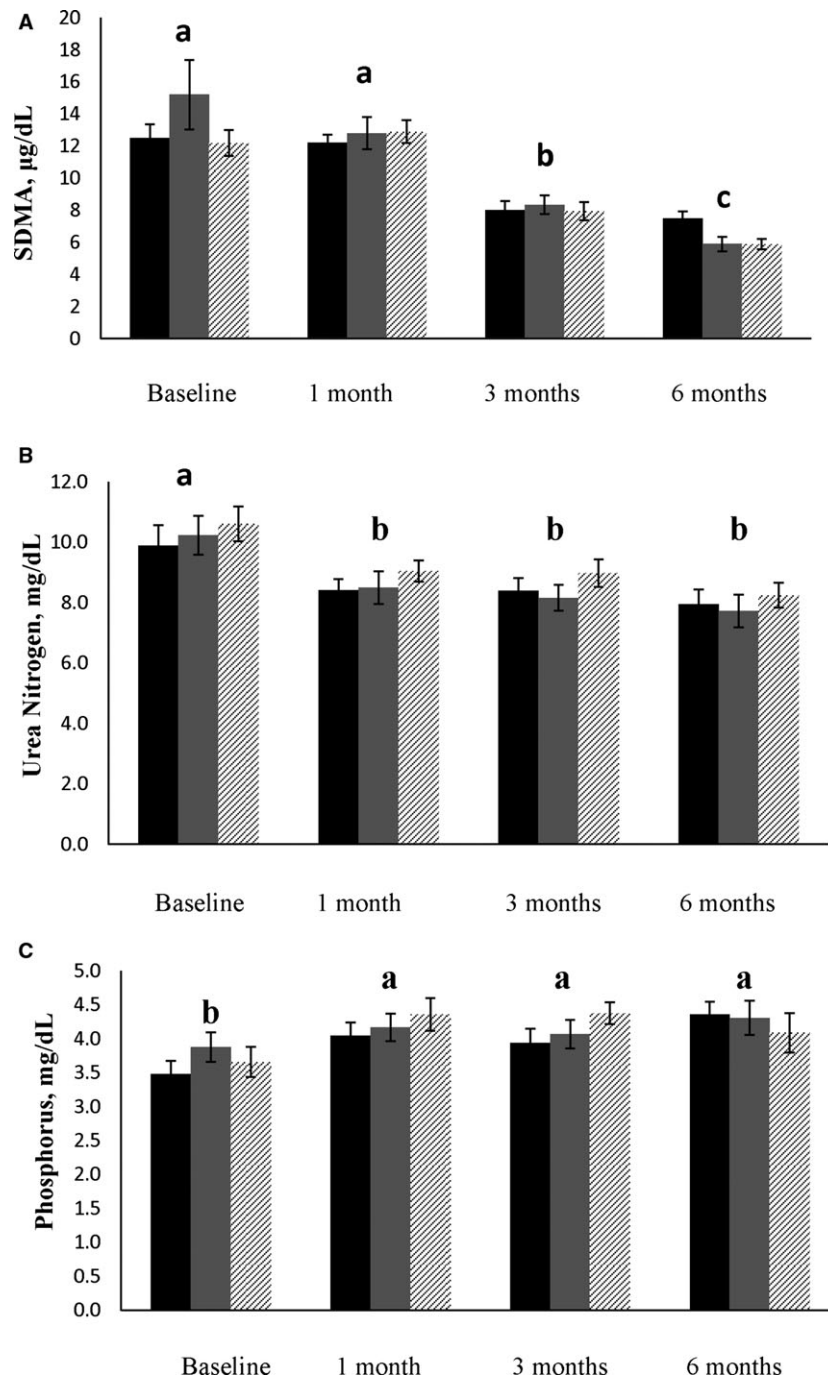 A
SDMA, µg/dL
20
18
16
14
12
10
8
6
4
2
0
a
a
b
c
Baseline 1 month 3 months 6 months
B
Urea Nitrogen, mg/dL
12.0
10.0
8.0
6.0
4.0
2.0
0.0
a
b
b
b
Baseline 1 month 3 months 6 months
C
Phosphorus, mg/dL
5.0
4.5
4.0
3.5
3.0
2.5
2.0
1.5
1.0
0.5
0.0
b
a
a
a
Baseline 1 month 3 months 6 months